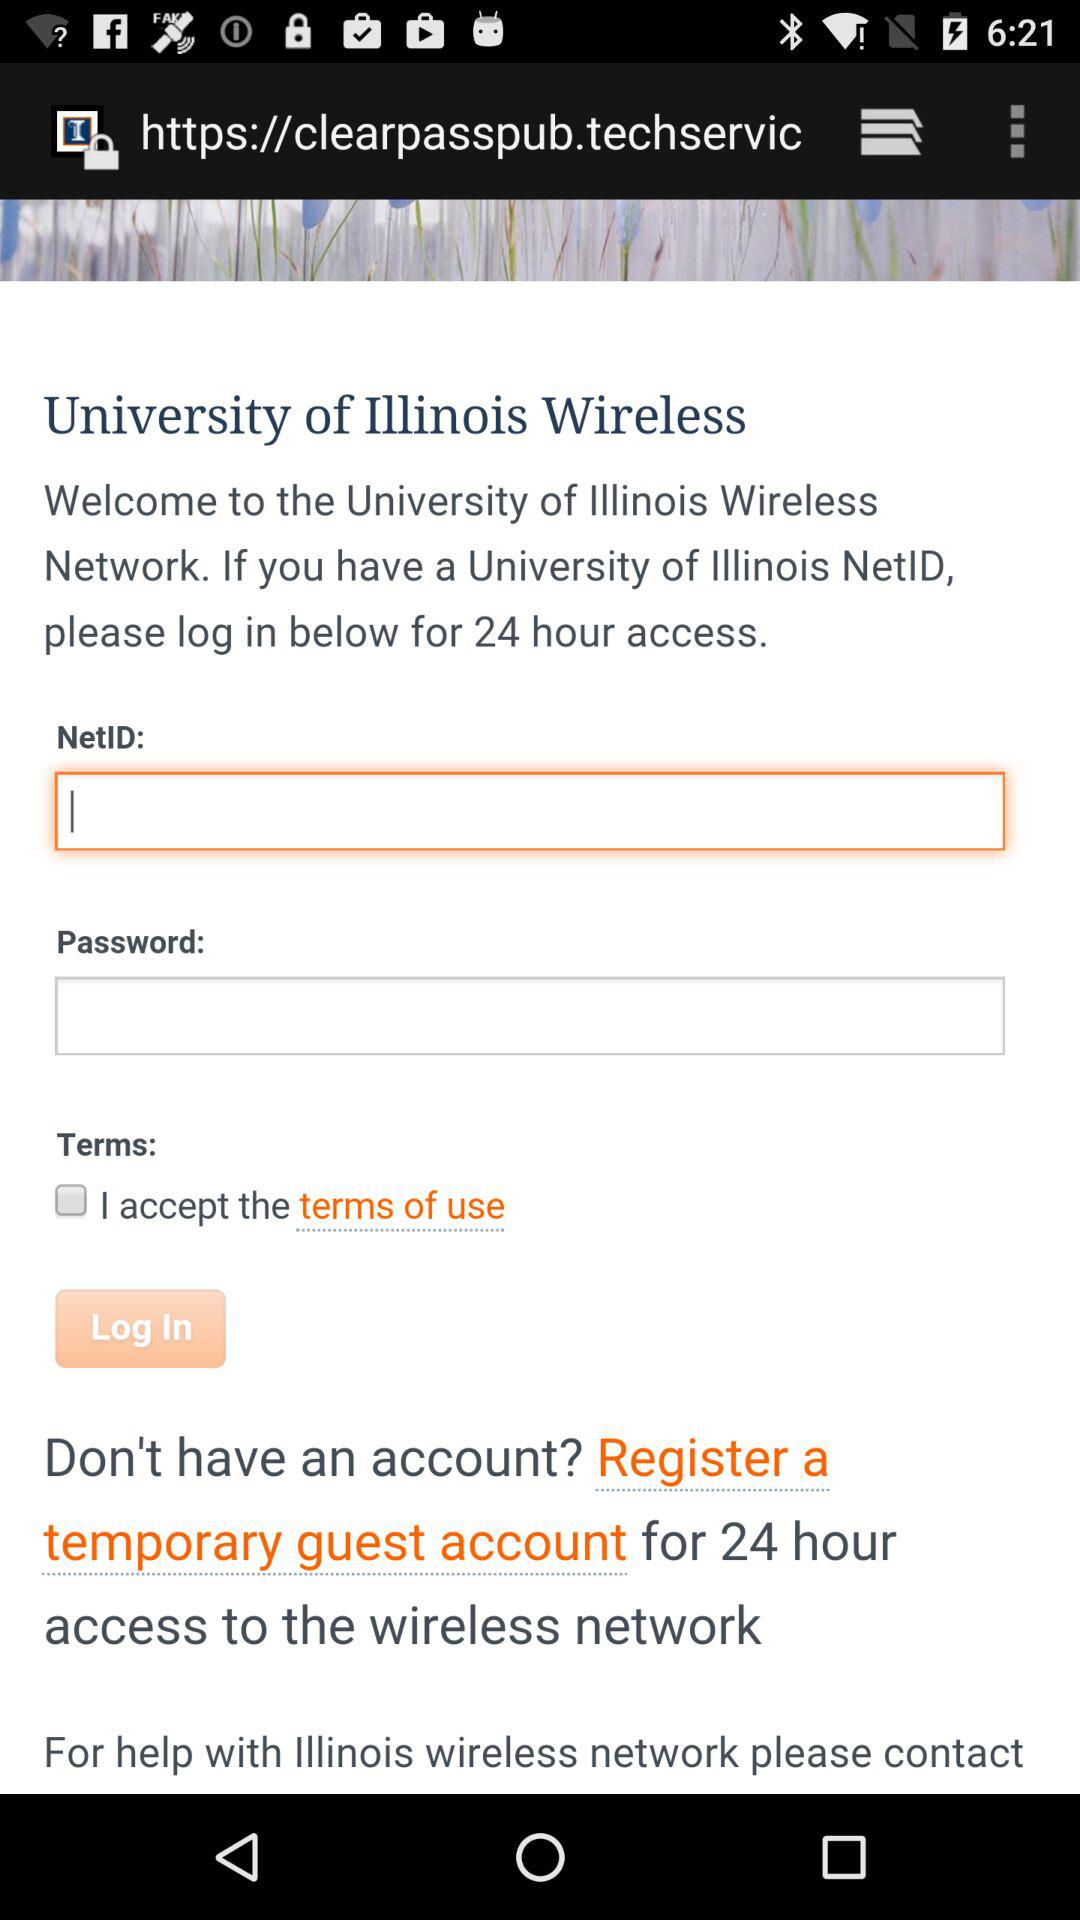 FAKE
6:21
https://clearpasspub.techservic
University of Illinois Wireless
Welcome to the University of Illinois Wireless
Network. If you have a University of Illinois NetID,
please log in below for 24 hour access.
NetID:
Password:
Terms:
I accept the terms of use
Log In
Don't have an account? Register a
temporary guest account for 24 hour
access to the wireless network
For help with Illinois wireless network please contact